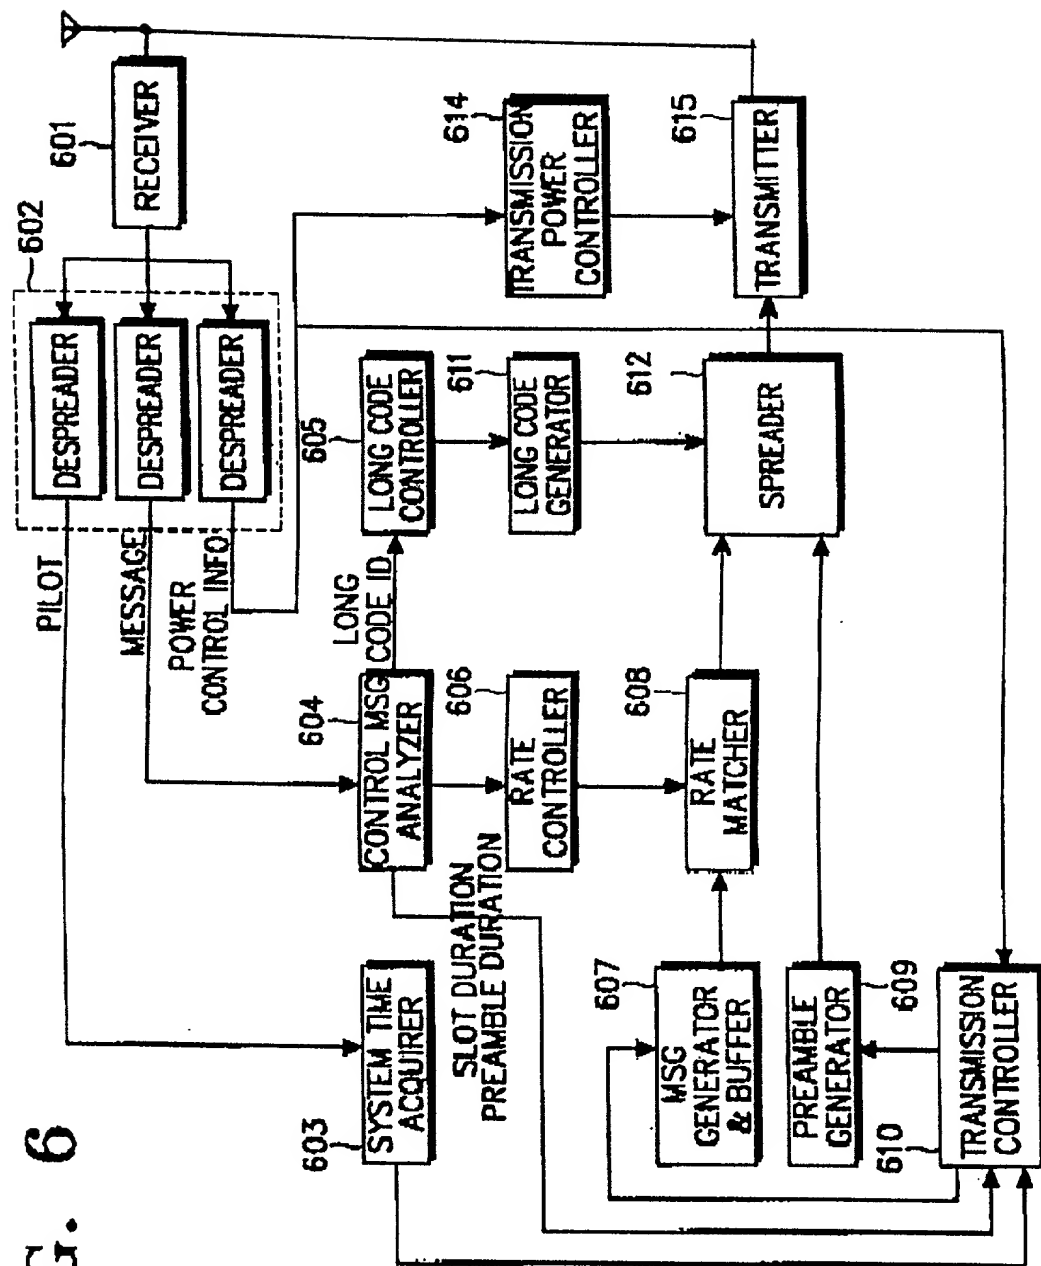 G. 6
601
RECEIVER
602
DESPREADER
DESPREADER
DESPREADER
PILOT
MESSAGE
POWER
CONTROL INFO
614
TRANSMISSION
POWER
CONTROLLER
615
TRANSMITTER
603
SYSTEM TIME
ACQUIRER
604
CONTROL MSG
ANALYZER
LONG
CODE ID
605
LONG CODE
CONTROLLER
611
LONG CODE
GENERATOR
612
SPREADER
SLOT DURATION
PREAMBLE DURATION
606
RATE
CONTROLLER
608
RATE
MATCHER
607
MSG
GENERATOR
& BUFFER
609
PREAMBLE
GENERATOR
610
TRANSMISSION
CONTROLLER